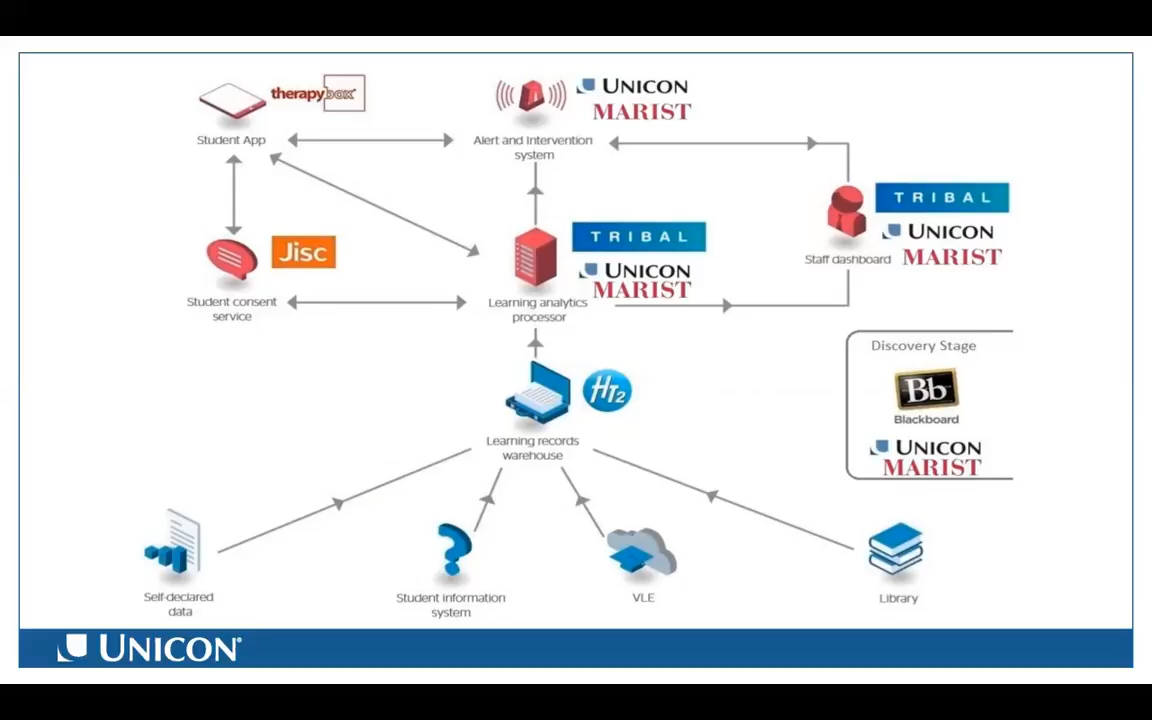 therapybox
Student App
UNICON
MARIST
Alert and Intervention
system
TRIBAL
UNICON
MARIST
Staff dashboard
Jisc
Student consent
service
TRIBAL
UNICON
MARIST
Learning analytics
processor
Discovery Stage
Bb
Blackboard
UNICON
MARIST
HT2
Learning records
warehouse
Self-declared
data
Student information
system
VLE
Library
UNICON®